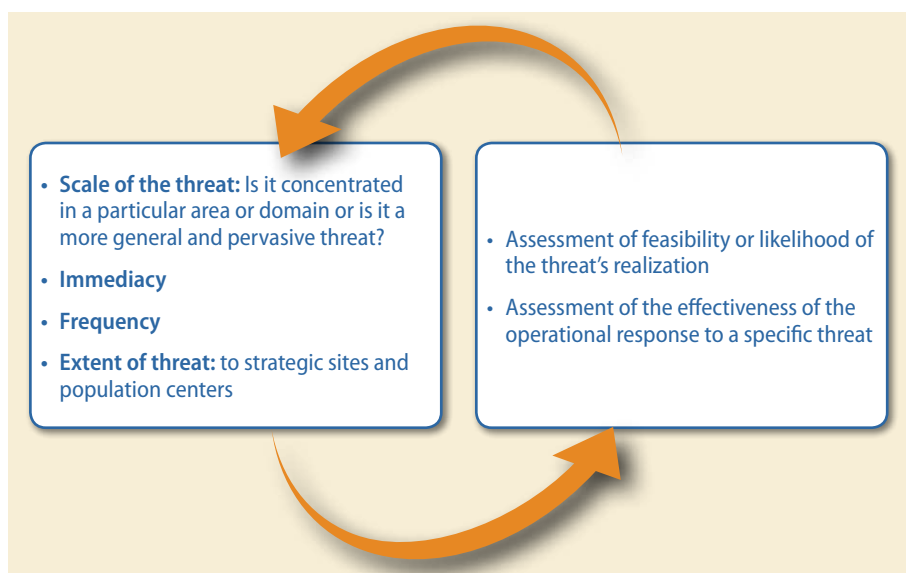 • Scale of the threat: Is it concentrated
in a particular area or domain or is it a
more general and pervasive threat?
• Immediacy
• Frequency
• Extent of threat: to strategic sites and
population centers
• Assessment of feasibility or likelihood of
the threat’s realization
• Assessment of the effectiveness of the
operational response to a specific threat